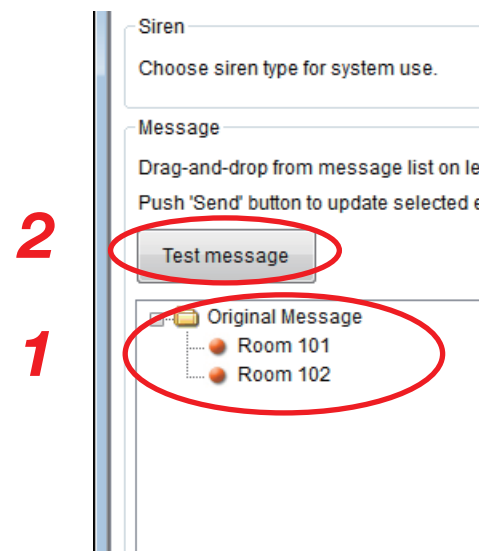 Siren
Choose siren type for system use.
Message
Drag-and-drop from message list on
Push 'Send' button to update selected
2
Test message
1
Original Message
Room 101
Room 102